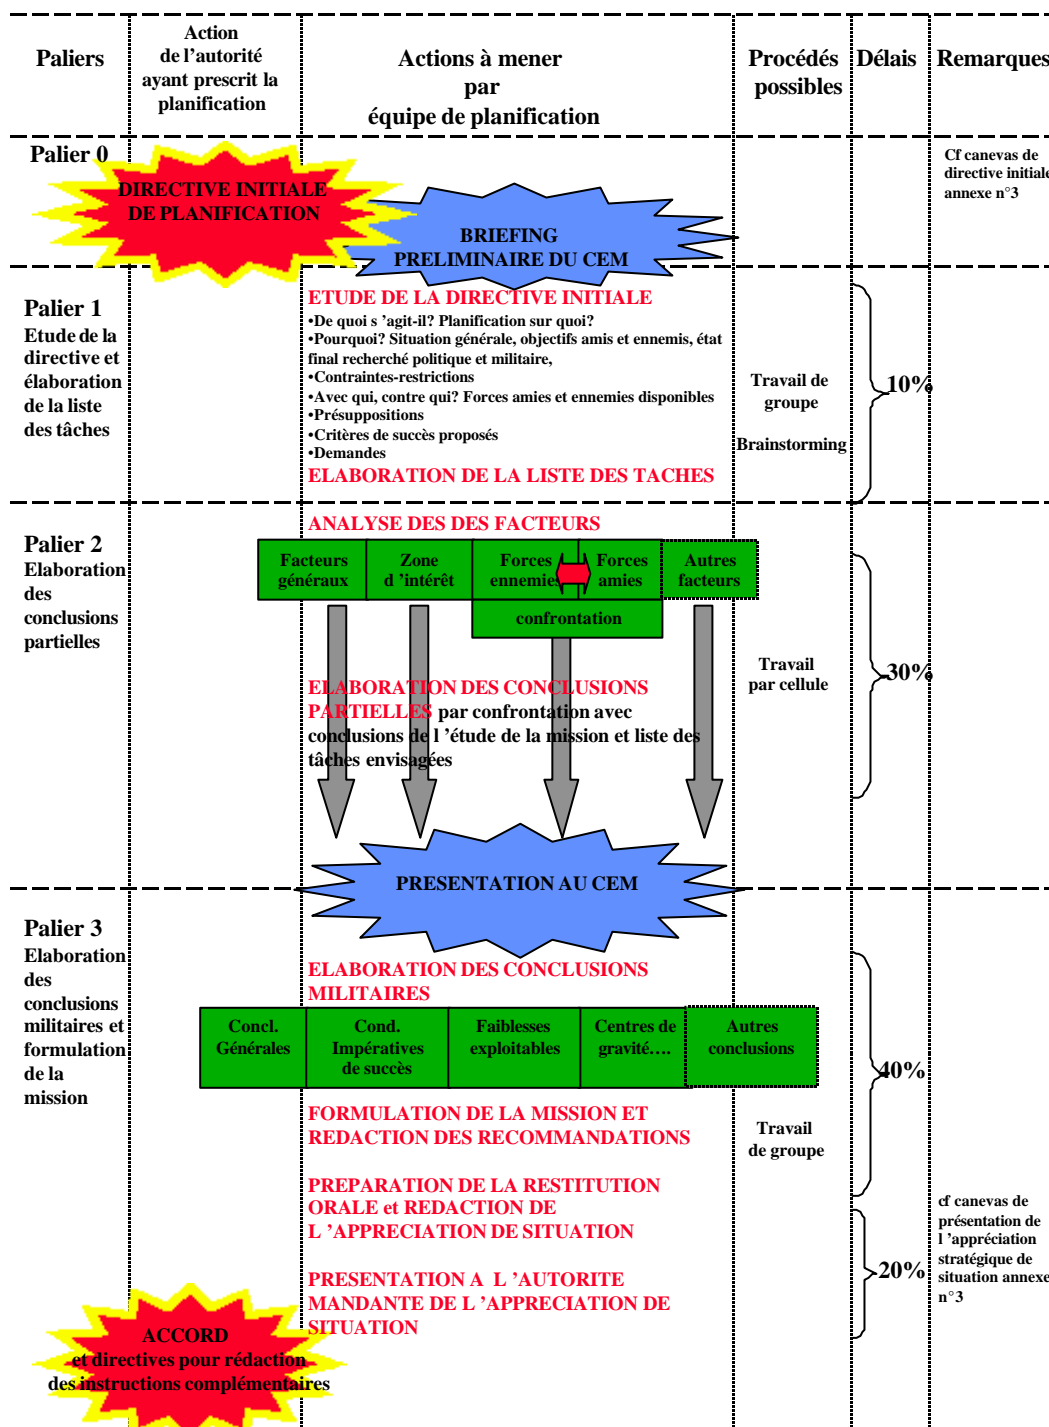 Paliers
Action
de l’autorité
ayant prescrit la
planification
Actions à mener
par
équipe de planification
Procédés
possibles
Délais
Remarques
Palier 0
DIRECTIVE INITIALE
DE PLANIFICATION
BRIEFING
PRELIMINAIRE DU CEM
Cf canevas de
directive initiale
annexe n°3
Palier 1
Etude de la
directive et
élaboration
de la liste
des tâches
ETUDE DE LA DIRECTIVE INITIALE
•De quoi s ’agit-il? Planification sur quoi?
•Pourquoi? Situation générale, objectifs amis et ennemis, état
final recherché politique et militaire,
•Contraintes-restrictions
•Avec qui, contre qui? Forces amies et ennemies disponibles
•Présuppositions
•Critères de succès proposés
•Demandes
ELABORATION DE LA LISTE DES TACHES
Travail de
groupe
Brainstorming
10%
Palier 2
Elaboration
des
conclusions
partielles
ANALYSE DES DES FACTEURS
Facteurs
généraux
Zone
d ’intérêt
Forces
ennemies
Forces
amies
Autres
facteurs
confrontation
ELABORATION DES CONCLUSIONS
PARTIELLES par confrontation avec
conclusions de l ’étude de la mission et liste des
tâches envisagées
Travail
par cellule
30%
PRESENTATION AU CEM
Palier 3
Elaboration
des
conclusions
militaires et
formulation
de la
mission
ELABORATION DES CONCLUSIONS
MILITAIRES
Concl.
Générales
Cond.
Impératives
de succès
Faiblesses
exploitables
Centres de
gravité….
Autres
conclusions
FORMULATION DE LA MISSION ET
REDACTION DES RECOMMANDATIONS
Travail
de groupe
40%
PREPARATION DE LA RESTITUTION
ORALE et REDACTION DE
L ’APPRECIATION DE SITUATION
PRESENTATION A L ’AUTORITE
MANDANTE DE L ’APPRECIATION DE
SITUATION
20%
cf canevas de
présentation de
l ’appréciation
stratégique de
situation annexe
n°3
ACCORD
et directives pour rédaction
des instructions complémentaires